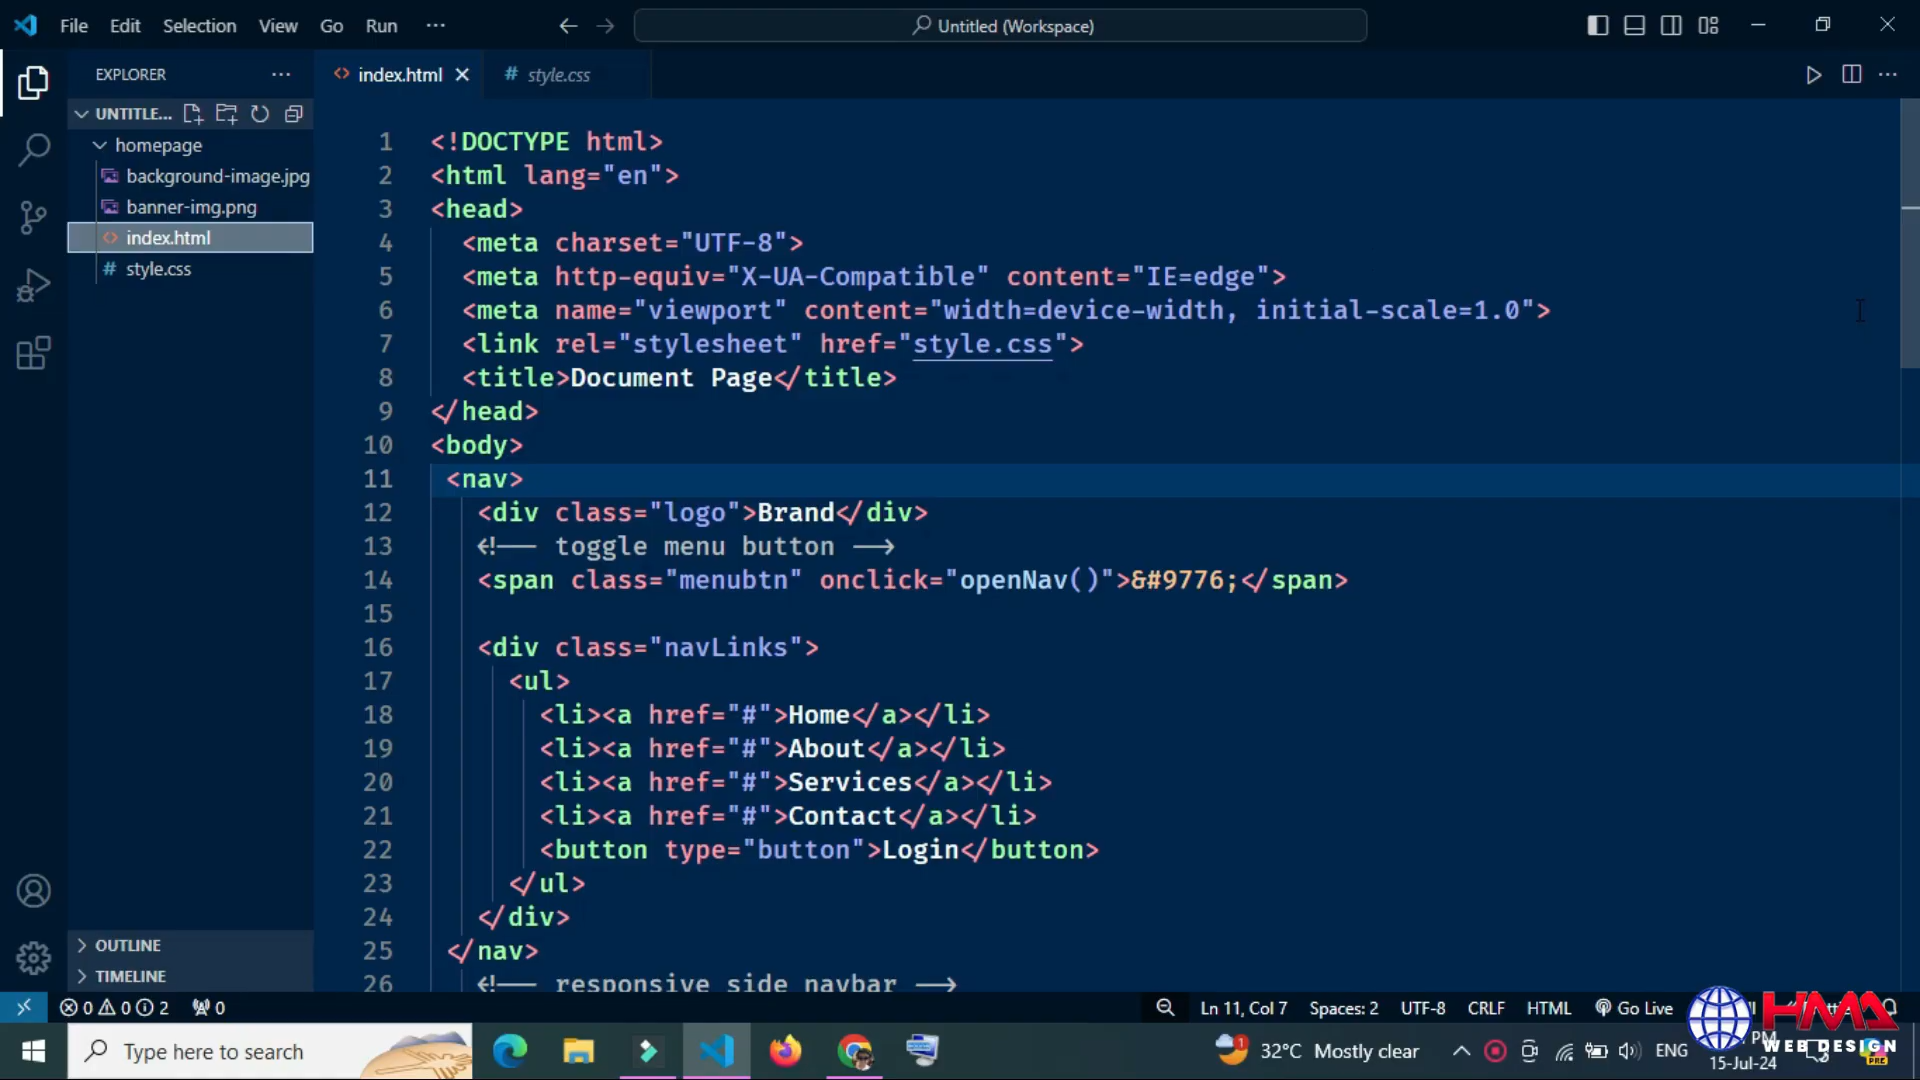 File Edit Selection View Go Run ··· Untitled (Workspace)
EXPLORER ···
index.html
style.css
UNTITLE...
homepage
background-image.jpg
banner-img.png
index.html
style.css
1 <!DOCTYPE html>
2 <html lang="en">
3 <head>
4 <meta charset="UTF-8">
5 <meta http-equiv="X-UA-Compatible" content="IE=edge">
6 <meta name="viewport" content="width=device-width, initial-scale=1.0">
7 <link rel="stylesheet" href="style.css">
8 <title>Document Page</title>
9 </head>
10 <body>
11 <nav>
12 <div class="logo">Brand</div>
13 <!-- toggle menu button -->
14 <span class="menubtn" onclick="openNav()">&#9776;</span>
15
16 <div class="navLinks">
17 <ul>
18 <li><a href="#">Home</a></li>
19 <li><a href="#">About</a></li>
20 <li><a href="#">Services</a></li>
21 <li><a href="#">Contact</a></li>
22 <button type="button">Login</button>
23 </ul>
24 </div>
25 </nav>
26 <!-- responsive side navbar -->
OUTLINE
TIMELINE
0 0 2 0 Ln 11, Col 7 Spaces: 2 UTF-8 CRLF HTML Go Live
Type here to search
1 32°C Mostly clear ENG
PM
15-Jul-24
HMA
WEB DESIGN
PRE